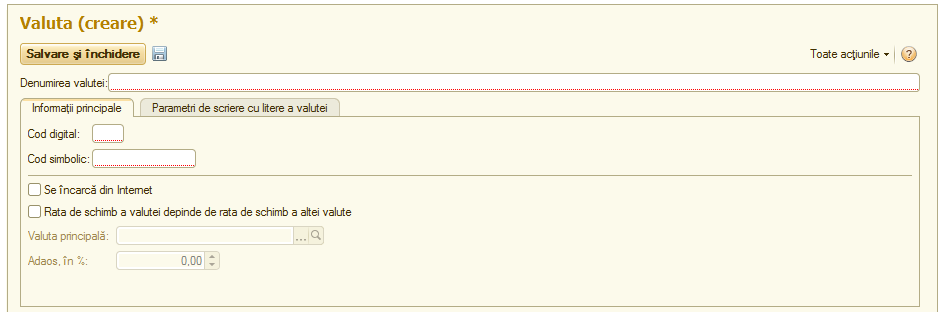 Valuta (creare) *
Salvare şi închidere
Toate acţiunile
?
Denumirea valutei:
Informaţii principale
Parametri de scriere cu litere a valutei
Cod digital:
Cod simbolic:
Se încarcă din Internet
Rata de schimb a valutei depinde de rata de schimb a altei valute
Valuta principală:
...
Adaos, în %:
0,00